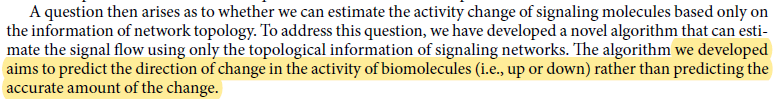 A question then arises as to whether we can estimate the activity change of signaling molecules based only on
the information of network topology. To address this question, we have developed a novel algorithm that can esti-
mate the signal flow using only the topological information of signaling networks. The algorithm we developed
aims to predict the direction of change in the activity of biomolecules (i.e., up or down) rather than predicting the
accurate amount of the change.